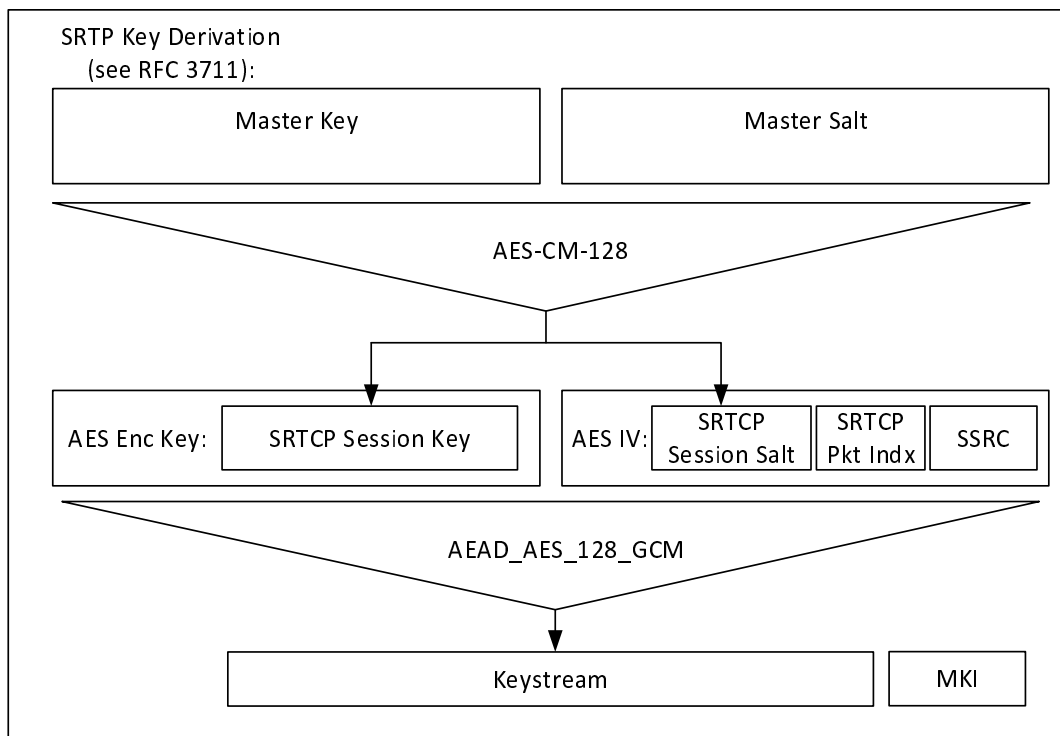 SRTP Key Derivation
(see RFC 3711):
Master Key
Master Salt
AES-CM-128
AES Enc Key:
SRTCP Session Key
AES IV:
SRTCP
Session Salt
SRTCP
Pkt Indx
SSRC
AEAD_AES_128_GCM
Keystream
MKI